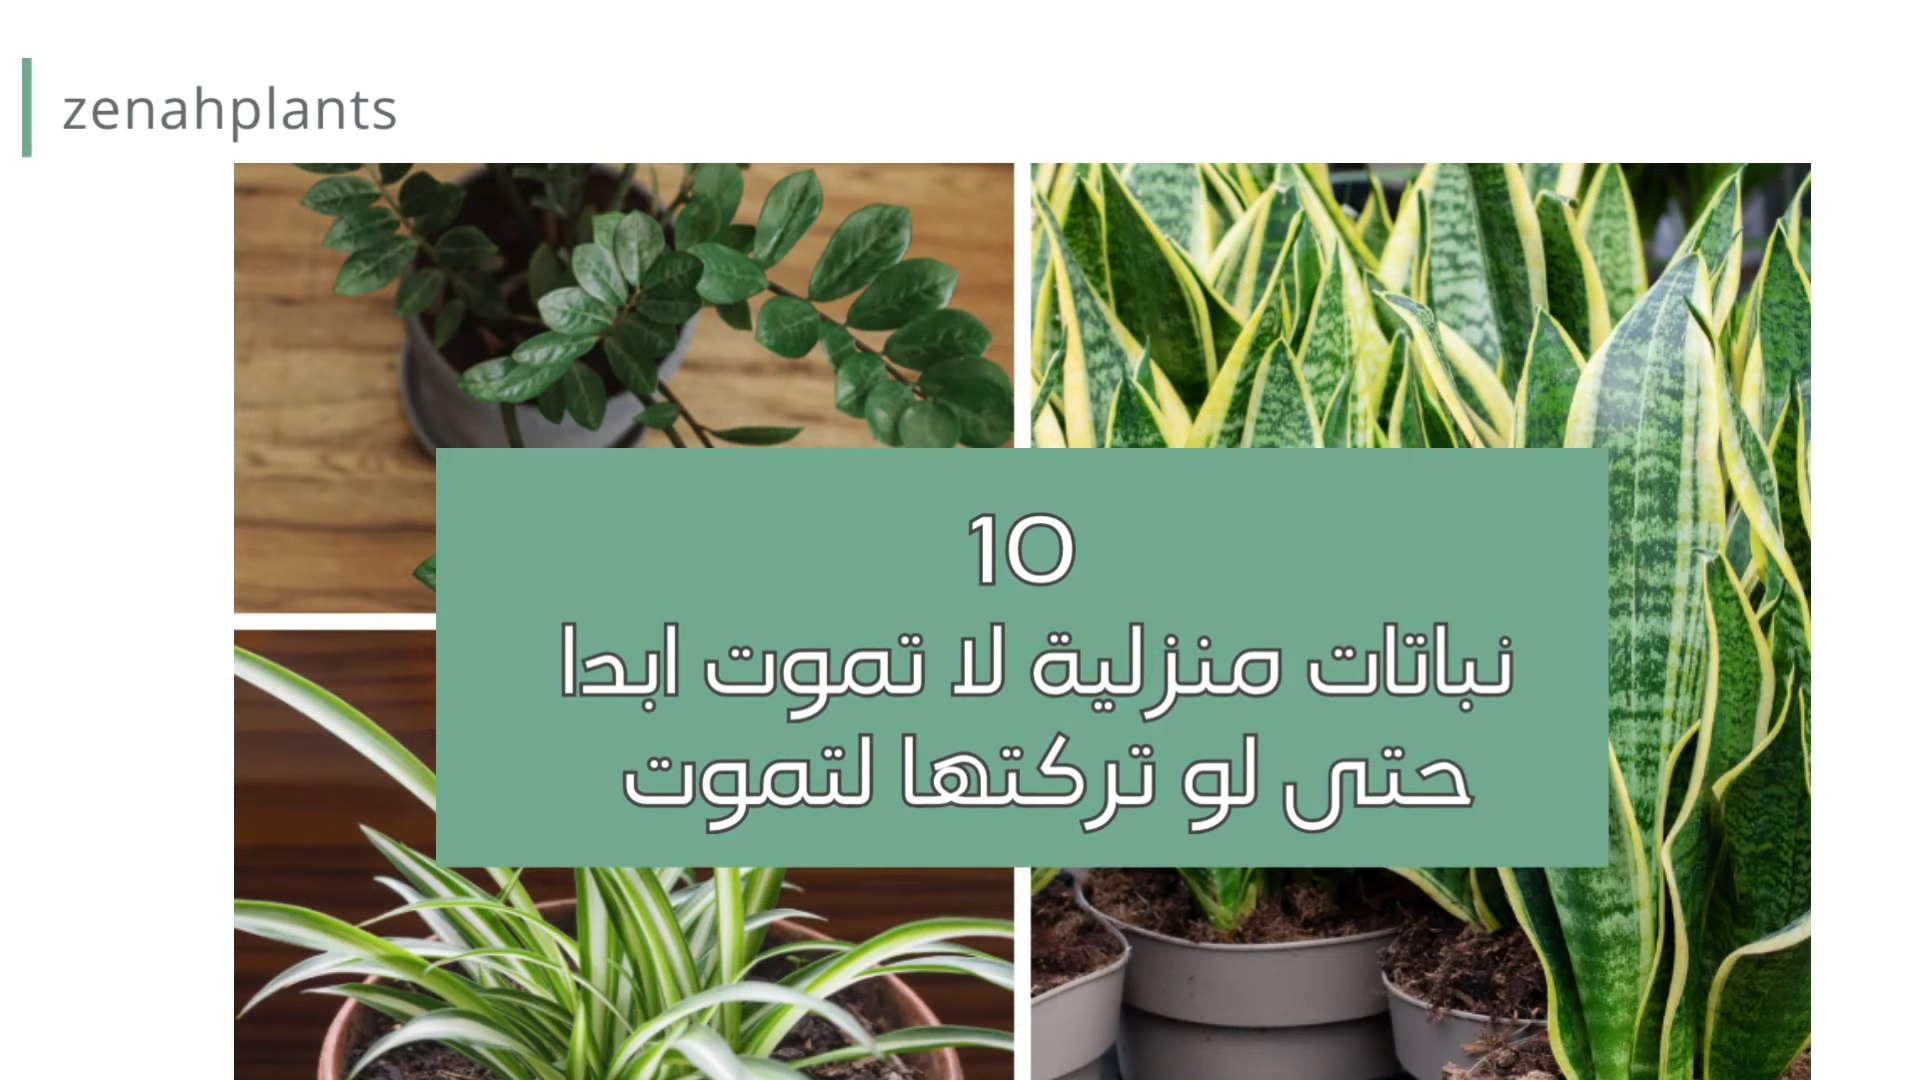 zenahplants
10
نباتات منزلية لا تموت ابدا
حتى لو تركتها لتموت